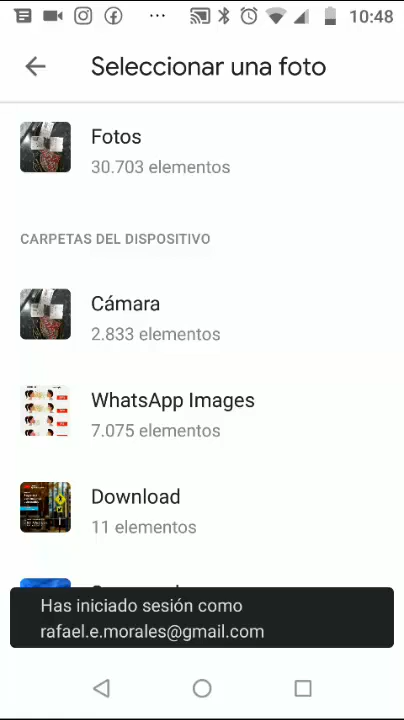 10:48
Seleccionar una foto
Fotos
30.703 elementos
CARPETAS DEL DISPOSITIVO
Cámara
2.833 elementos
WhatsApp Images
7.075 elementos
Download
11 elementos
Has iniciado sesión como
rafael.e.morales@gmail.com